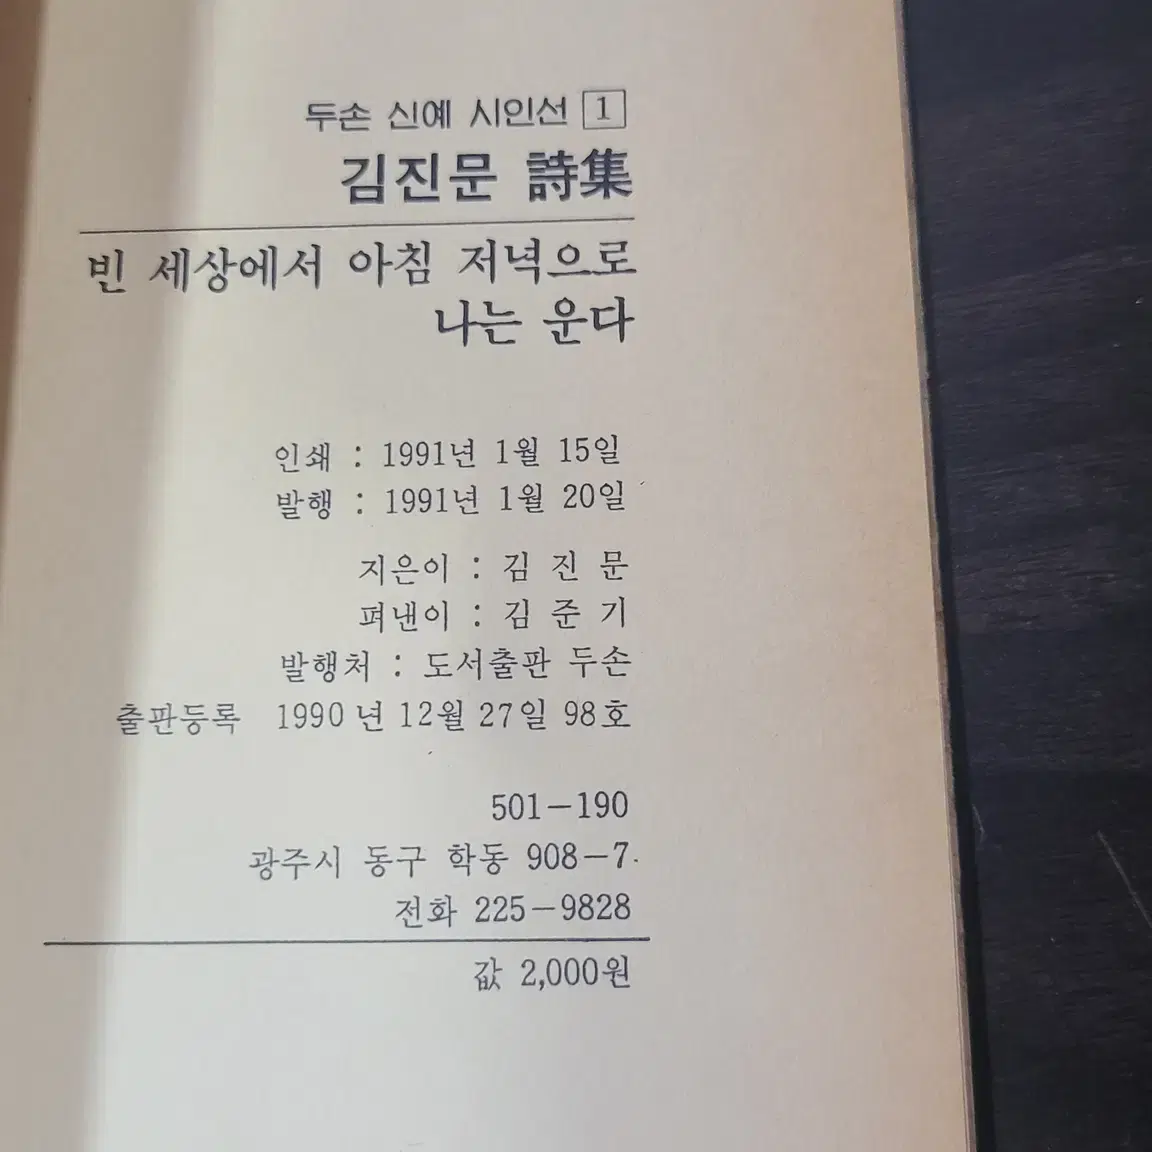 두손 신예 시인선 1
김진문 詩集
빈 세상에서 아침 저녁으로
나는 운다
인쇄 : 1991년 1월 15일
발행 : 1991년 1월 20일
지은이 : 김 진 문
펴낸이 : 김 준 기
발행처 : 도서출판 두손
출판등록 1990년 12월 27일 98호
501-190
광주시 동구 학동 908-7
전화 225-9828
값 2,000원